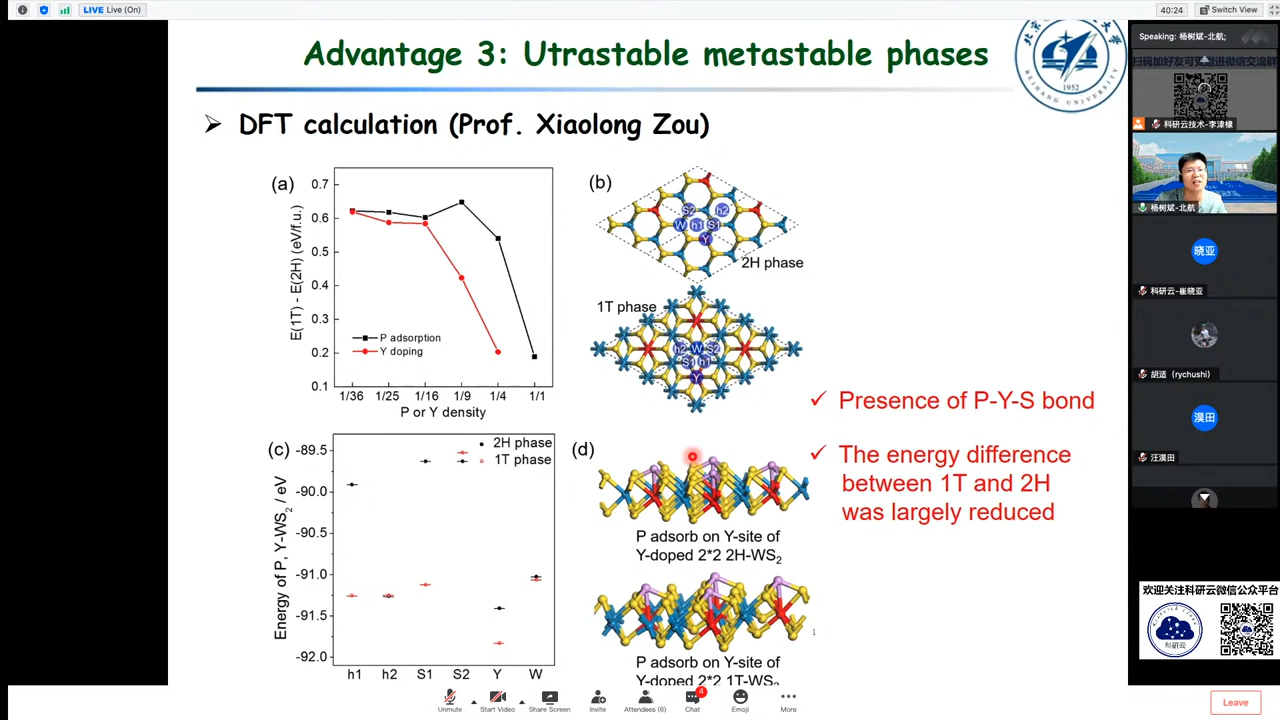 LIVE Live (On)
40:24
Switch View
Advantage 3: Utrastable metastable phases
BEIHANG UNIVERSITY
1952
➢ DFT calculation (Prof. Xiaolong Zou)
(a)
E(1T) - E(2H) (eV/f.u.)
0.7
0.6
0.5
0.4
0.3
0.2
0.1
P adsorption
Y doping
1/36 1/25 1/16 1/9 1/4 1/1
P or Y density
(b)
S2 h2
W h1 S1
Y
2H phase
1T phase
h2 W S2
S1 h1
Y
✓ Presence of P-Y-S bond
✓ The energy difference
between 1T and 2H
was largely reduced
(c)
Energy of P, Y-WS2 / eV
-89.5
-90.0
-90.5
-91.0
-91.5
-92.0
2H phase
1T phase
h1 h2 S1 S2 Y W
(d)
P adsorb on Y-site of
Y-doped 2*2 2H-WS2
1
P adsorb on Y-site of
Y-doped 2*2 1T-WS2
Speaking: 杨树斌-北航;
科研云技术-李津棣
杨树斌-北航
晓亚
科研云-崔晓亚
胡适（rychushi）
淏田
汪淏田
欢迎关注科研云微信公众平台
科研云
Unmute
Start Video
Share Screen
Invite
Attendees (6)
4
Chat
Emoji
More
Leave